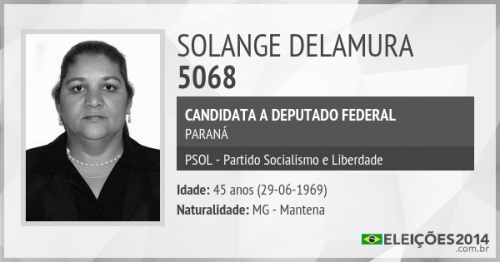 SOLANGE DELAMURA
5068
CANDIDATA A DEPUTADO FEDERAL
PARANÁ
PSOL - Partido Socialismo e Liberdade
Idade: 45 anos (29-06-1969)
Naturalidade: MG - Mantena
ELEIÇÕES2014
.com.br